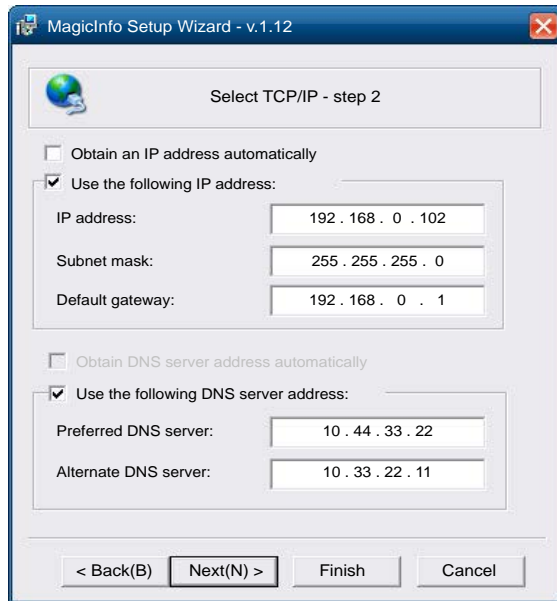 MagicInfo Setup Wizard - v.1.12
Select TCP/IP - step 2
Obtain an IP address automatically
Use the following IP address:
IP address: 192 . 168 . 0 . 102
Subnet mask: 255 . 255 . 255 . 0
Default gateway: 192 . 168 . 0 . 1
Obtain DNS server address automatically
Use the following DNS server address:
Preferred DNS server: 10 . 44 . 33 . 22
Alternate DNS server: 10 . 33 . 22 . 11
< Back(B) Next(N) > Finish Cancel